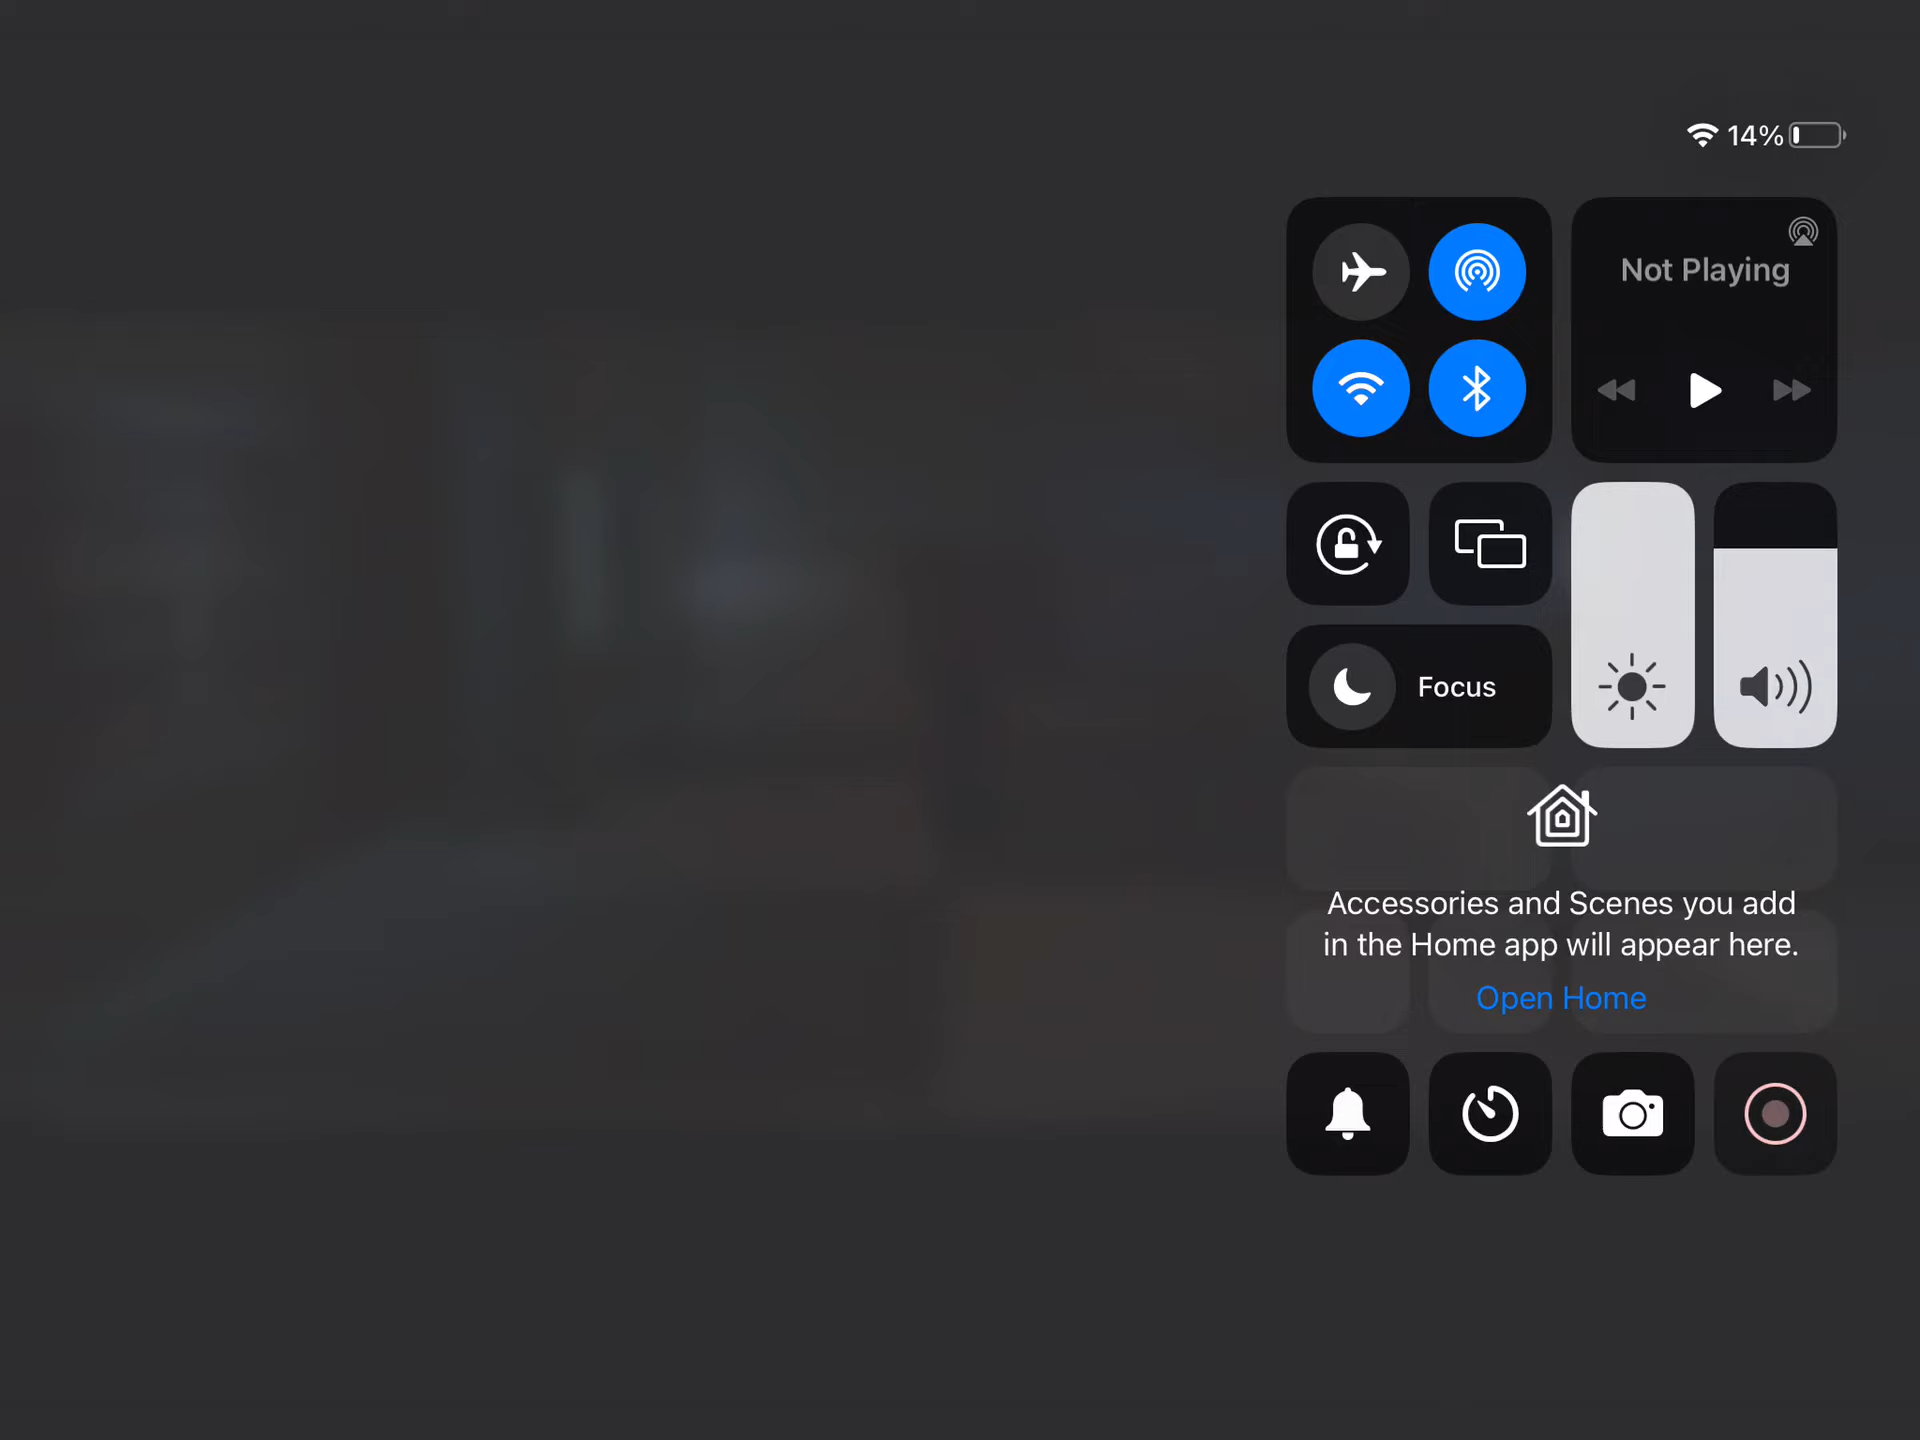 14%
Not Playing
Focus
Accessories and Scenes you add
in the Home app will appear here.
Open Home